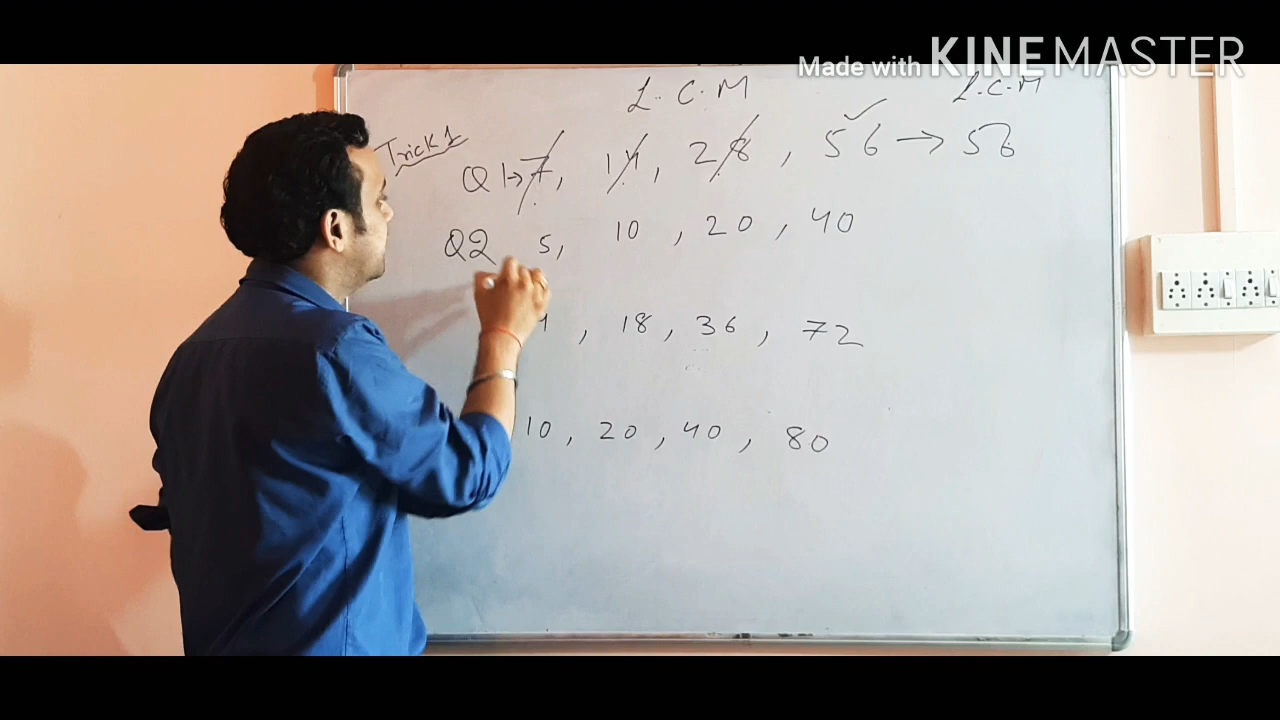 Made with KINEMASTER
L.C.M L.C.M
Trick 1
Q1→ 7, 14, 28, 56 → 56
Q2 5, 10, 20, 40
, 18, 36, 72
10, 20, 40, 80